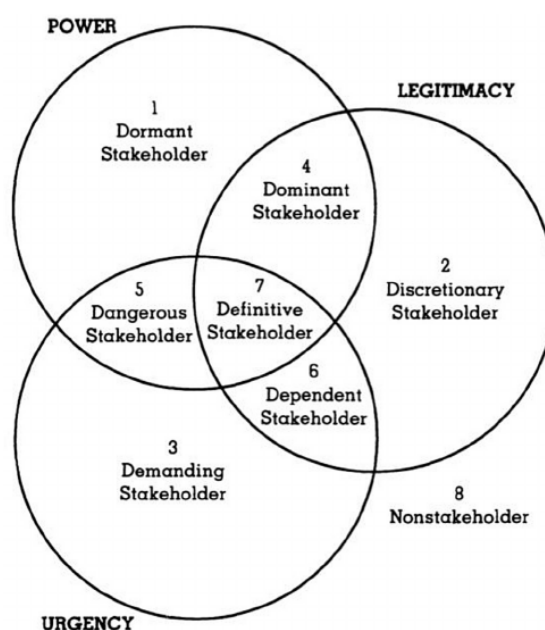 POWER
LEGITIMACY
1
Dormant
Stakeholder
4
Dominant
Stakeholder
2
Discretionary
Stakeholder
5
Dangerous
Stakeholder
7
Definitive
Stakeholder
6
Dependent
Stakeholder
3
Demanding
Stakeholder
8
Nonstakeholder
URGENCY